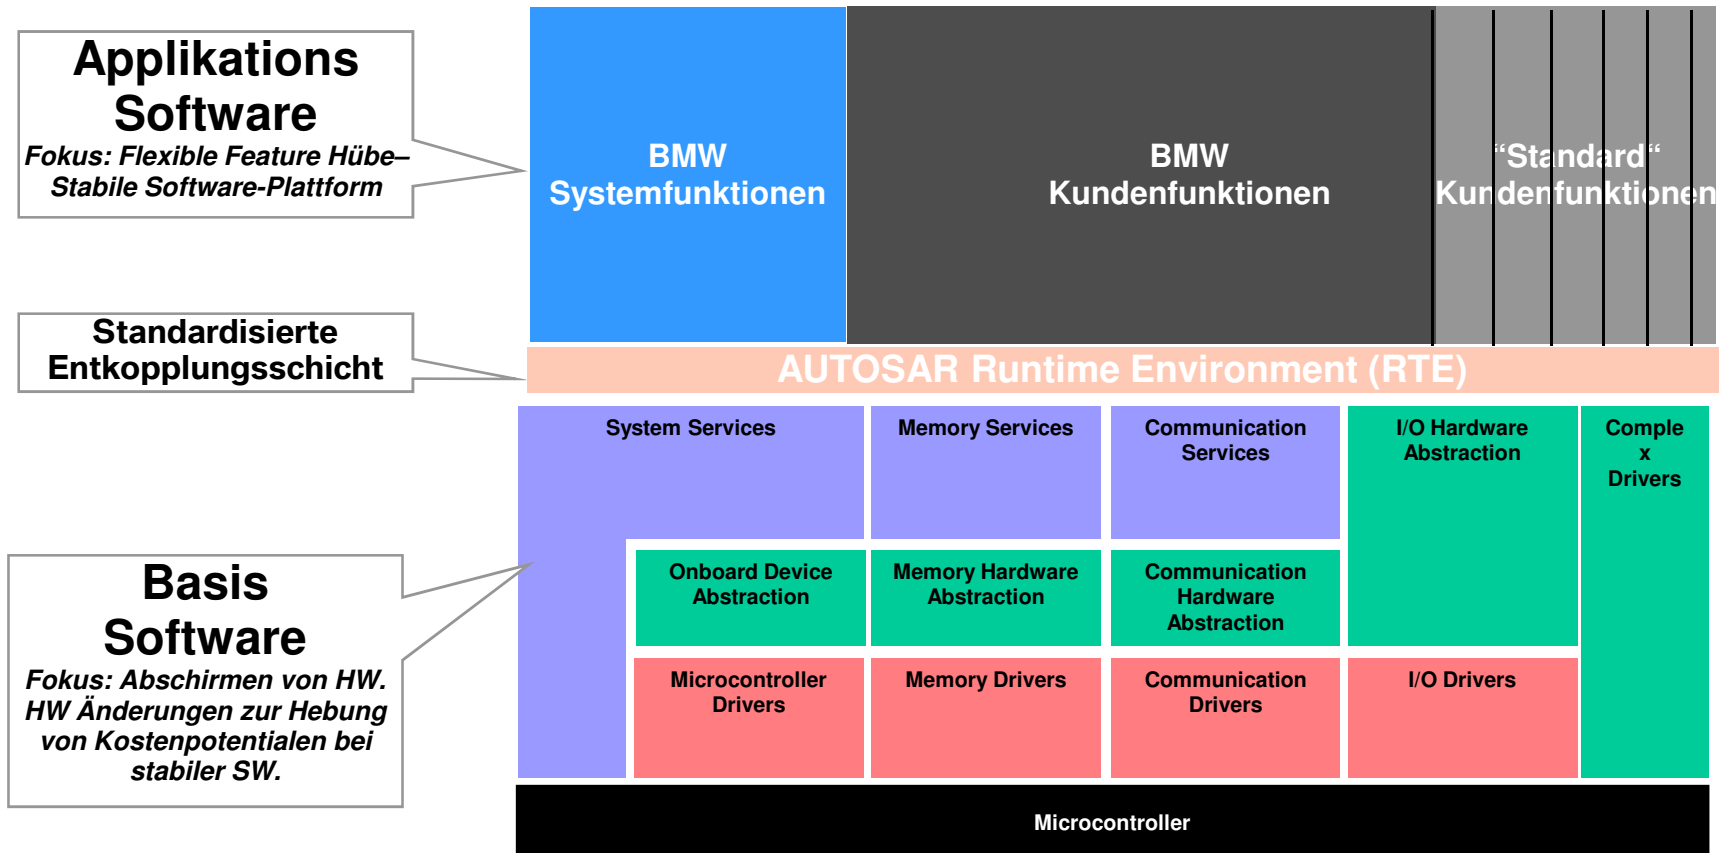 Applikations
Software
Fokus: Flexible Feature Hübe–
Stabile Software-Plattform
BMW
Systemfunktionen
BMW
Kundenfunktionen
“Standard“
Kundenfunktionen
Standardisierte
Entkopplungsschicht
AUTOSAR Runtime Environment (RTE)
System Services
Memory Services
Communication
Services
I/O Hardware
Abstraction
Comple
x
Drivers
Basis
Software
Fokus: Abschirmen von HW.
HW Änderungen zur Hebung
von Kostenpotentialen bei
stabiler SW.
Onboard Device
Abstraction
Memory Hardware
Abstraction
Communication
Hardware
Abstraction
Microcontroller
Drivers
Memory Drivers
Communication
Drivers
I/O Drivers
Microcontroller